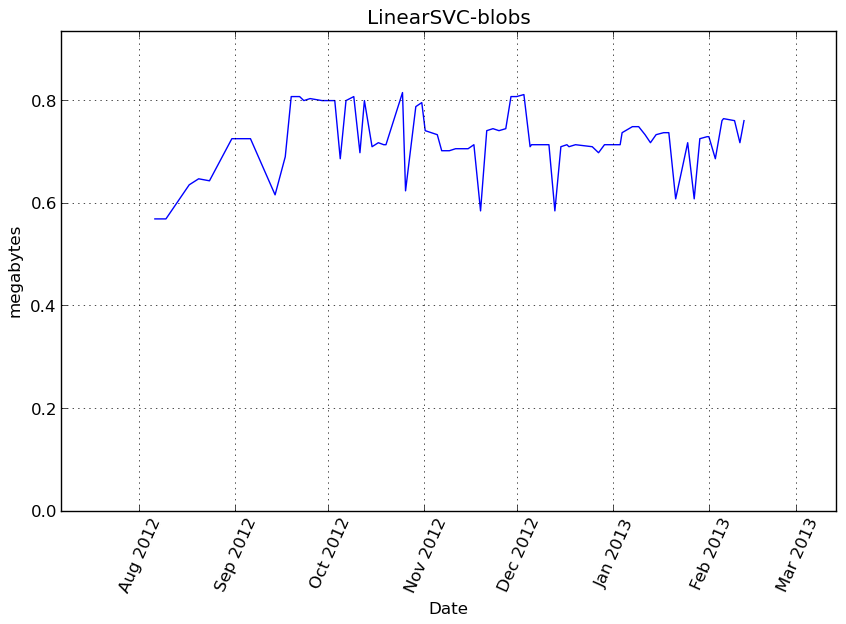 LinearSVC-blobs
megabytes
0.8
0.6
0.4
0.2
0.0
Aug 2012
Sep 2012
Oct 2012
Nov 2012
Dec 2012
Jan 2013
Feb 2013
Mar 2013
Date